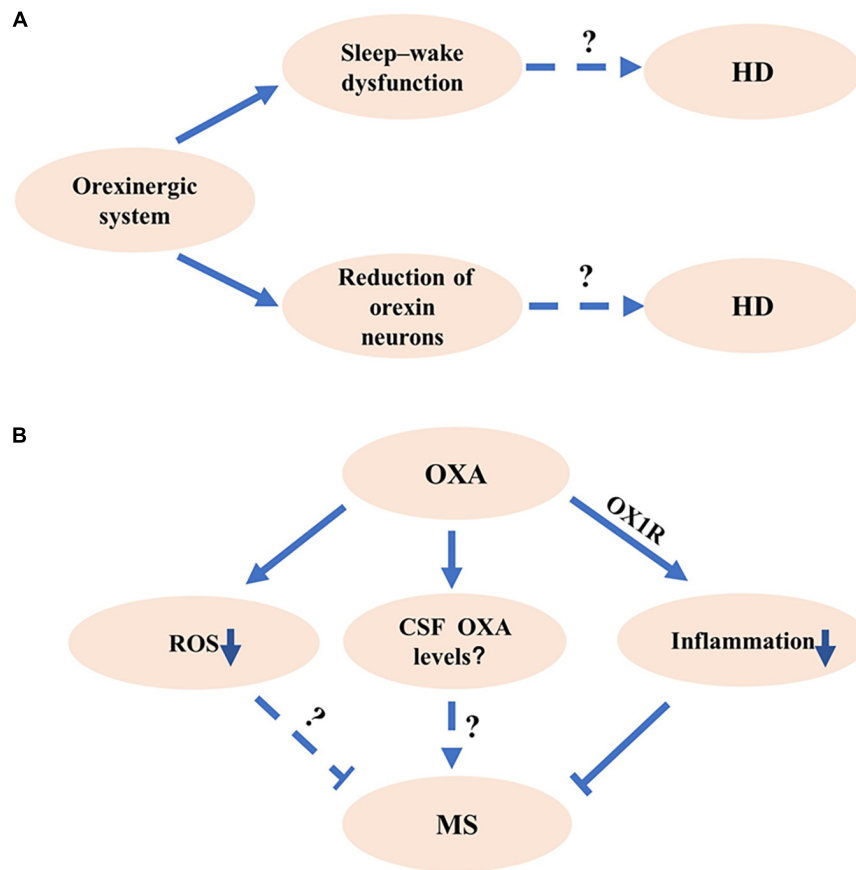 A
Sleep–wake
dysfunction
?
HD
Orexinergic
system
Reduction of
orexin
neurons
?
HD
B
OXA
OX1R
ROS
CSF OXA
levels?
Inflammation
?
?
MS